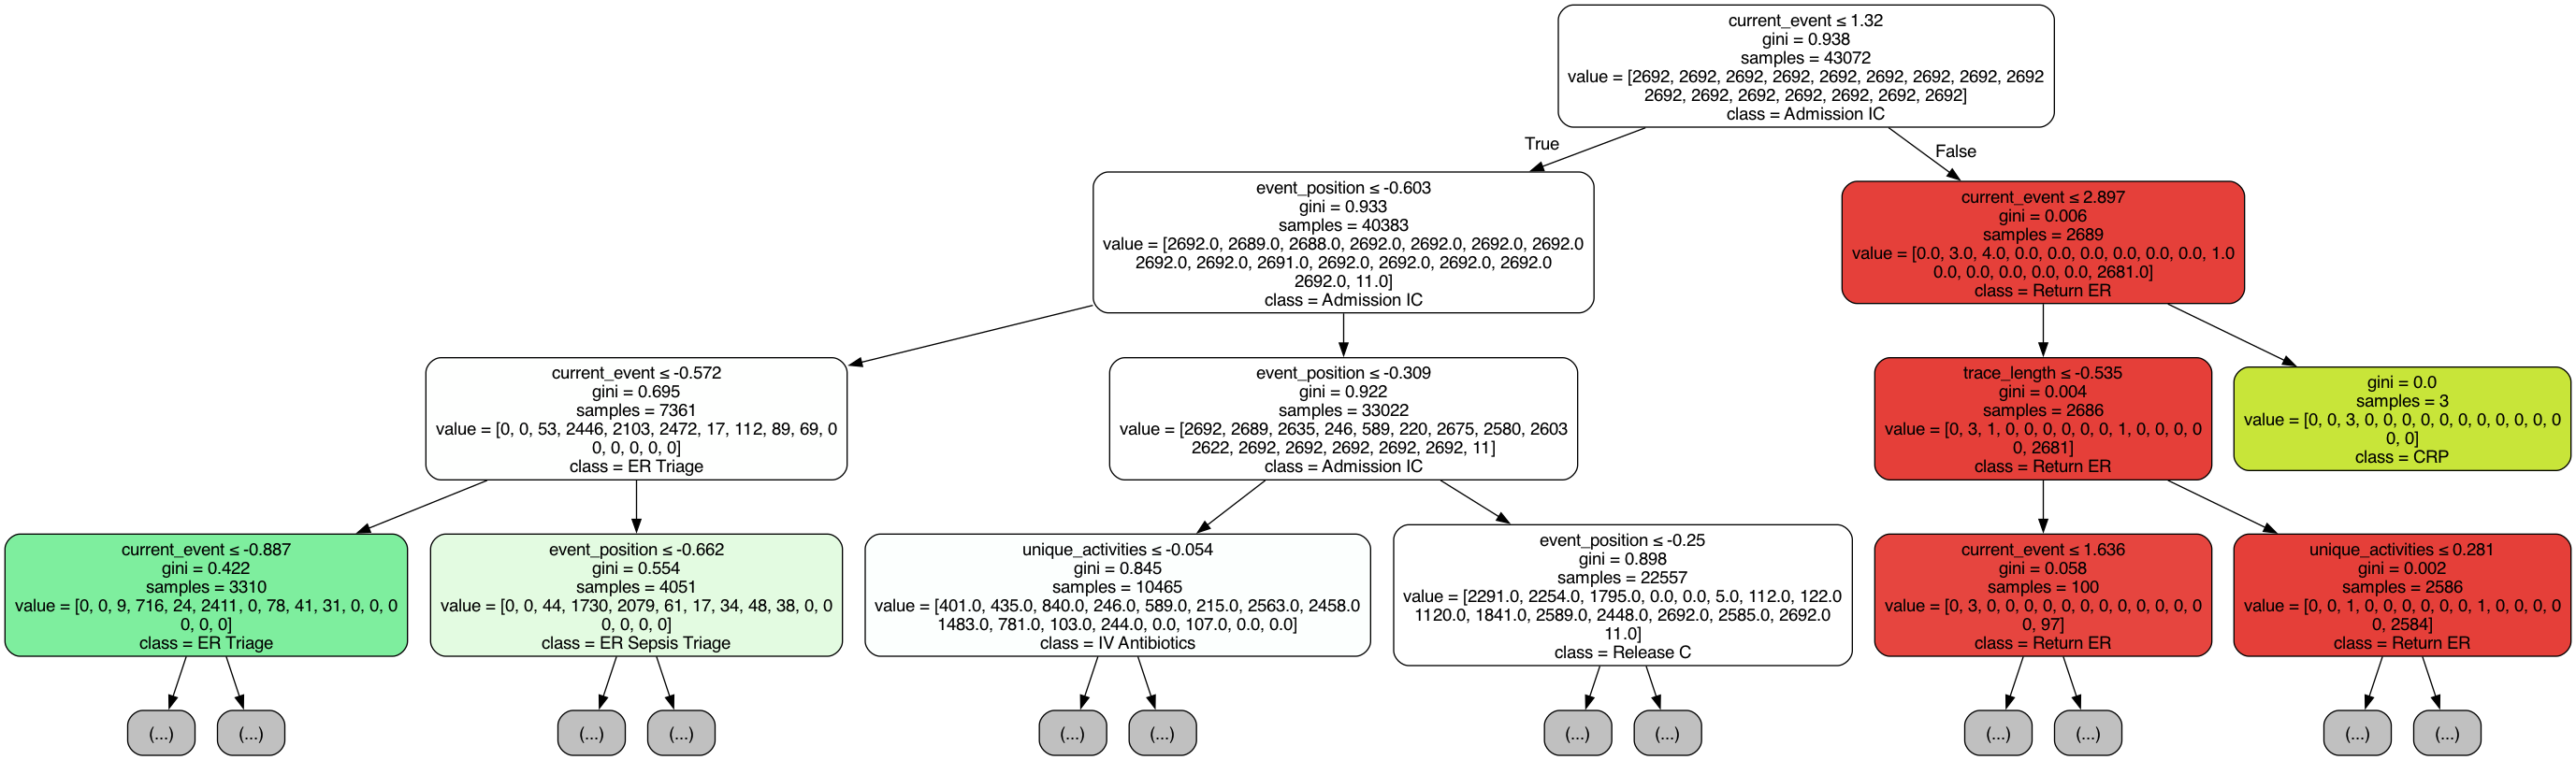 current_event ≤ 1.32
gini = 0.938
samples = 43072
value = [2692, 2692, 2692, 2692, 2692, 2692, 2692, 2692, 2692
2692, 2692, 2692, 2692, 2692, 2692, 2692]
class = Admission IC
True
False
event_position ≤ -0.603
gini = 0.933
samples = 40383
value = [2692.0, 2689.0, 2688.0, 2692.0, 2692.0, 2692.0, 2692.0
2692.0, 2692.0, 2691.0, 2692.0, 2692.0, 2692.0, 2692.0
2692.0, 11.0]
class = Admission IC
current_event ≤ 2.897
gini = 0.006
samples = 2689
value = [0.0, 3.0, 4.0, 0.0, 0.0, 0.0, 0.0, 0.0, 0.0, 1.0
0.0, 0.0, 0.0, 0.0, 0.0, 2681.0]
class = Return ER
current_event ≤ -0.572
gini = 0.695
samples = 7361
value = [0, 0, 53, 2446, 2103, 2472, 17, 112, 89, 69, 0
0, 0, 0, 0, 0]
class = ER Triage
event_position ≤ -0.309
gini = 0.922
samples = 33022
value = [2692, 2689, 2635, 246, 589, 220, 2675, 2580, 2603
2622, 2692, 2692, 2692, 2692, 2692, 11]
class = Admission IC
trace_length ≤ -0.535
gini = 0.004
samples = 2686
value = [0, 3, 1, 0, 0, 0, 0, 0, 0, 1, 0, 0, 0, 0
0, 2681]
class = Return ER
gini = 0.0
samples = 3
value = [0, 0, 3, 0, 0, 0, 0, 0, 0, 0, 0, 0, 0, 0
0, 0]
class = CRP
current_event ≤ -0.887
gini = 0.422
samples = 3310
value = [0, 0, 9, 716, 24, 2411, 0, 78, 41, 31, 0, 0, 0
0, 0, 0]
class = ER Triage
event_position ≤ -0.662
gini = 0.554
samples = 4051
value = [0, 0, 44, 1730, 2079, 61, 17, 34, 48, 38, 0, 0
0, 0, 0, 0]
class = ER Sepsis Triage
unique_activities ≤ -0.054
gini = 0.845
samples = 10465
value = [401.0, 435.0, 840.0, 246.0, 589.0, 215.0, 2563.0, 2458.0
1483.0, 781.0, 103.0, 244.0, 0.0, 107.0, 0.0, 0.0]
class = IV Antibiotics
event_position ≤ -0.25
gini = 0.898
samples = 22557
value = [2291.0, 2254.0, 1795.0, 0.0, 0.0, 5.0, 112.0, 122.0
1120.0, 1841.0, 2589.0, 2448.0, 2692.0, 2585.0, 2692.0
11.0]
class = Release C
current_event ≤ 1.636
gini = 0.058
samples = 100
value = [0, 3, 0, 0, 0, 0, 0, 0, 0, 0, 0, 0, 0, 0
0, 97]
class = Return ER
unique_activities ≤ 0.281
gini = 0.002
samples = 2586
value = [0, 0, 1, 0, 0, 0, 0, 0, 0, 1, 0, 0, 0, 0
0, 2584]
class = Return ER
(...)
(...)
(...)
(...)
(...)
(...)
(...)
(...)
(...)
(...)
(...)
(...)